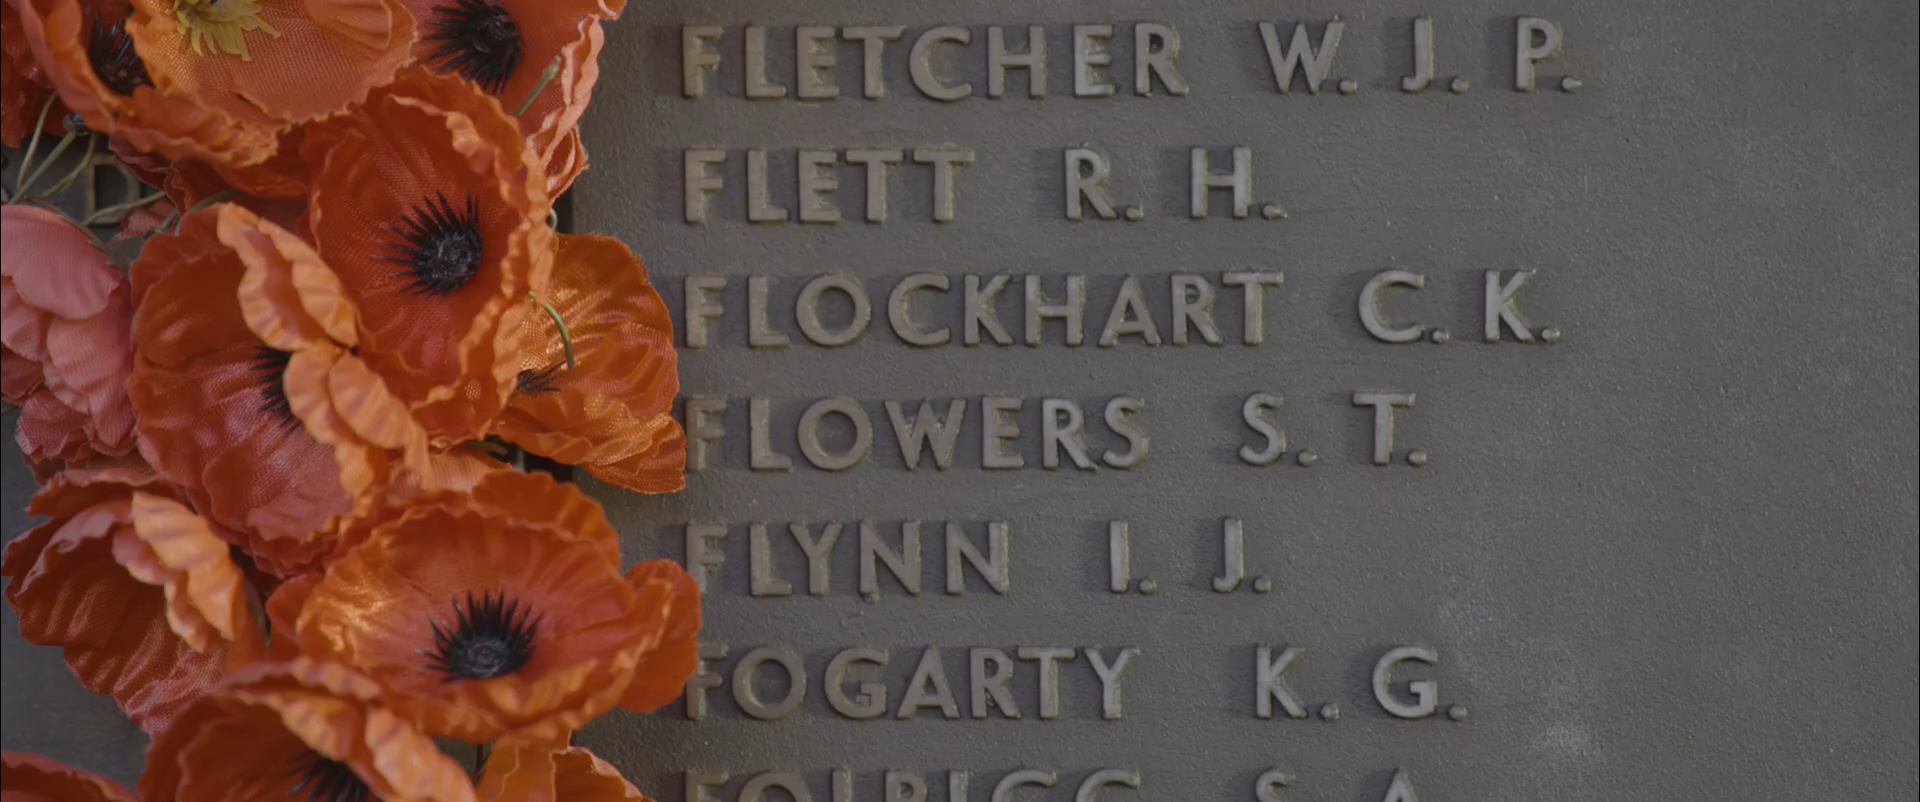 FLETCHER W. J. P.
FLETT R. H.
FLOCKHART C. K.
FLOWERS S. T.
FLYNN I. J.
FOGARTY K. G.